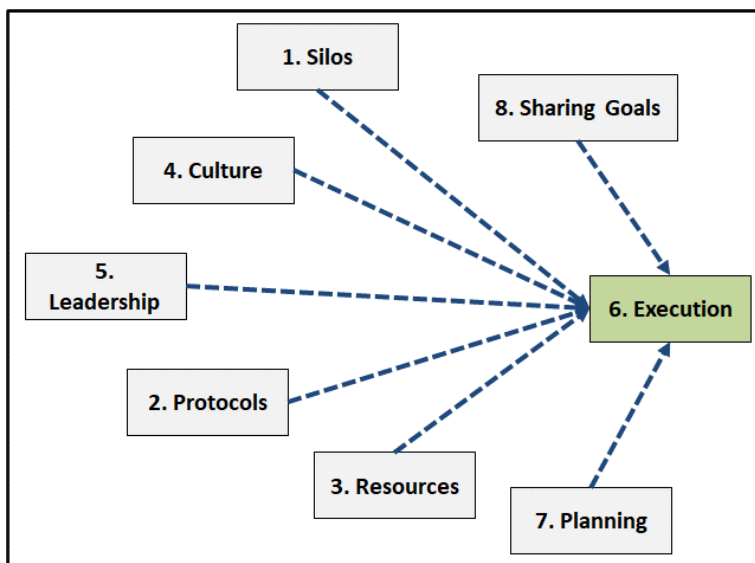 1. Silos
8. Sharing Goals
4. Culture
5.
Leadership
6. Execution
2. Protocols
3. Resources
7. Planning